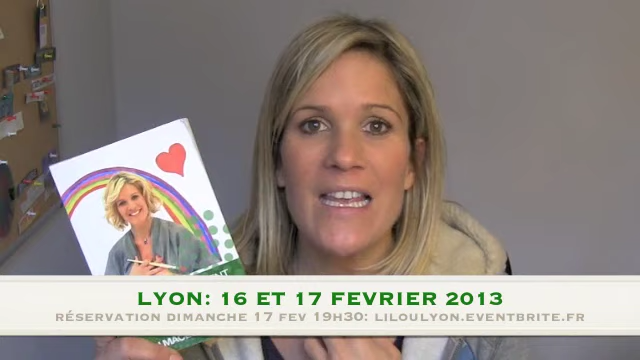 LYON: 16 ET 17 FEVRIER 2013
RÉSERVATION DIMANCHE 17 FEV 19H30: LILOULYON.EVENTBRITE.FR